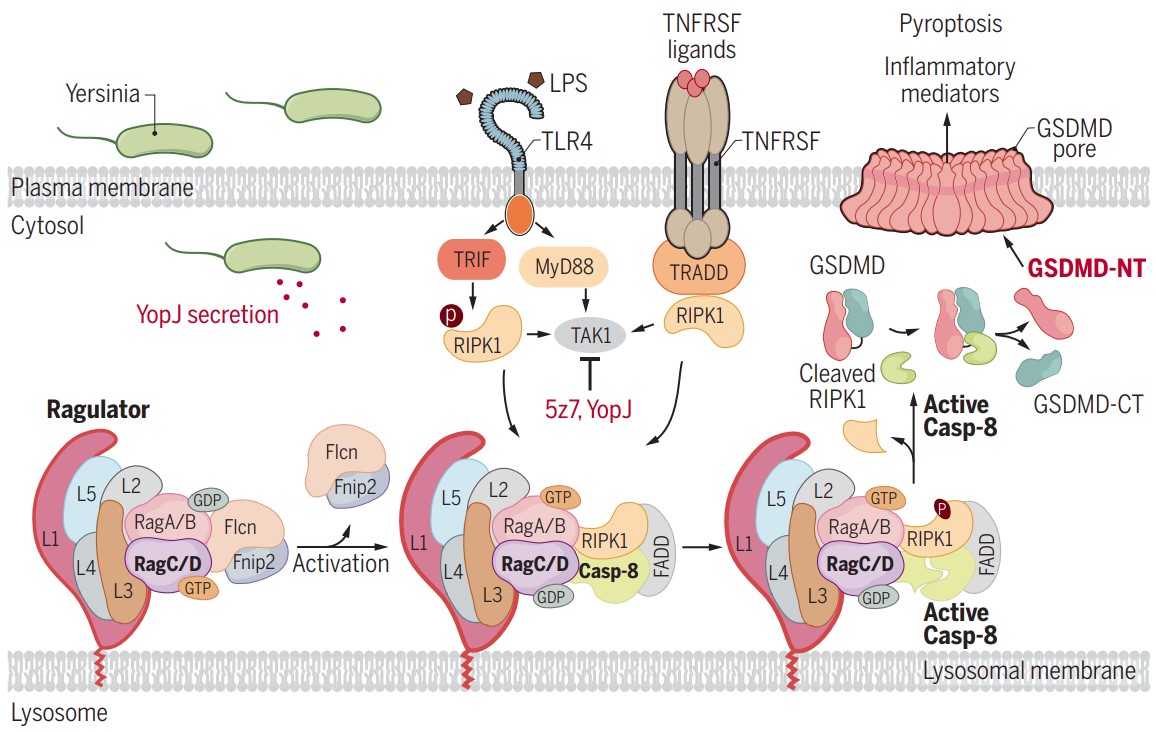 Yersinia
Plasma membrane
Cytosol
YopJ secretion
LPS
TLR4
TRIF
MyD88
p
RIPK1
TAK1
5z7, YopJ
TNFRSF
ligands
TNFRSF
TRADD
RIPK1
Pyroptosis
Inflammatory
mediators
GSDMD
pore
GSDMD-NT
GSDMD
GSDMD-CT
Cleaved
RIPK1
Active
Casp-8
Ragulator
L1
L5
L2
L4
L3
RagA/B
GDP
RagC/D
GTP
Flcn
Fnip2
Flcn
Fnip2
Activation
L1
L5
L2
L4
L3
RagA/B
GTP
RagC/D
GDP
RIPK1
Casp-8
FADD
L1
L5
L2
L4
L3
RagA/B
GTP
RagC/D
GDP
P
RIPK1
FADD
Active
Casp-8
Lysosomal membrane
Lysosome